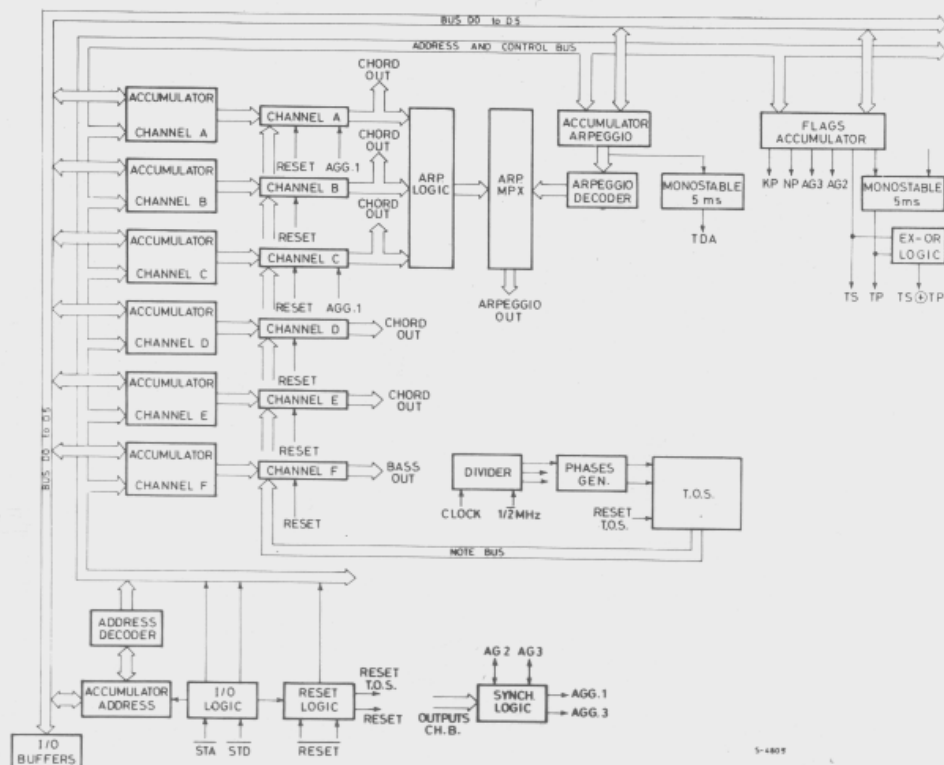 BUS D0 to D5
ADDRESS AND CONTROL BUS
CHORD
OUT
ACCUMULATOR
CHANNEL A
CHANNEL A
RESET
AGG.1
CHORD
OUT
ACCUMULATOR
CHANNEL B
CHANNEL B
RESET
CHORD
OUT
ACCUMULATOR
CHANNEL C
CHANNEL C
RESET
AGG.1
ACCUMULATOR
CHANNEL D
CHANNEL D
RESET
CHORD
OUT
ACCUMULATOR
CHANNEL E
CHANNEL E
RESET
CHORD
OUT
ACCUMULATOR
CHANNEL F
CHANNEL F
RESET
BASS
OUT
ARP.
LOGIC
ARP.
MPX
ARPEGGIO
OUT
ACCUMULATOR
ARPEGGIO
ARPEGGIO
DECODER
MONOSTABLE
5 ms
TDA
FLAGS
ACCUMULATOR
KP NP AG3 AG2
MONOSTABLE
5ms
EX-OR
LOGIC
TS TP TS⊕TP
DIVIDER
CLOCK
1/2MHz
PHASES
GEN.
T.O.S.
RESET
T.O.S.
NOTE BUS
BUS D0 to D5
ADDRESS
DECODER
ACCUMULATOR
ADDRESS
I/O
LOGIC
STA STD
RESET
LOGIC
RESET
RESET
T.O.S.
RESET
I/O
BUFFERS
AG2 AG3
SYNCH.
LOGIC
OUTPUTS
CH.B.
AGG.1
AGG.3
S-4805